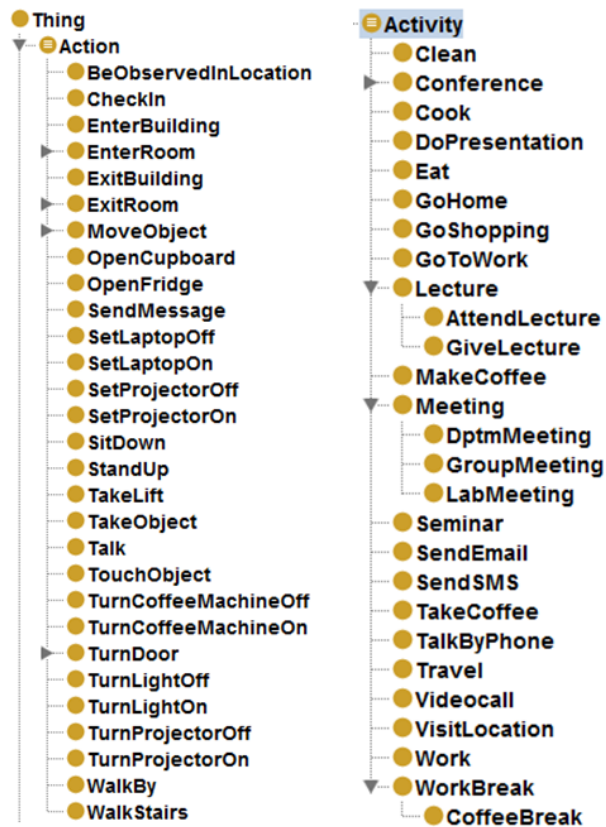 Thing
Action
BeObservedInLocation
CheckIn
EnterBuilding
EnterRoom
ExitBuilding
ExitRoom
MoveObject
OpenCupboard
OpenFridge
SendMessage
SetLaptopOff
SetLaptopOn
SetProjectorOff
SetProjectorOn
SitDown
StandUp
TakeLift
TakeObject
Talk
TouchObject
TurnCoffeeMachineOff
TurnCoffeeMachineOn
TurnDoor
TurnLightOff
TurnLightOn
TurnProjectorOff
TurnProjectorOn
WalkBy
WalkStairs
Activity
Clean
Conference
Cook
DoPresentation
Eat
GoHome
GoShopping
GoToWork
Lecture
AttendLecture
GiveLecture
MakeCoffee
Meeting
DptmMeeting
GroupMeeting
LabMeeting
Seminar
SendEmail
SendSMS
TakeCoffee
TalkByPhone
Travel
Videocall
VisitLocation
Work
WorkBreak
CoffeeBreak